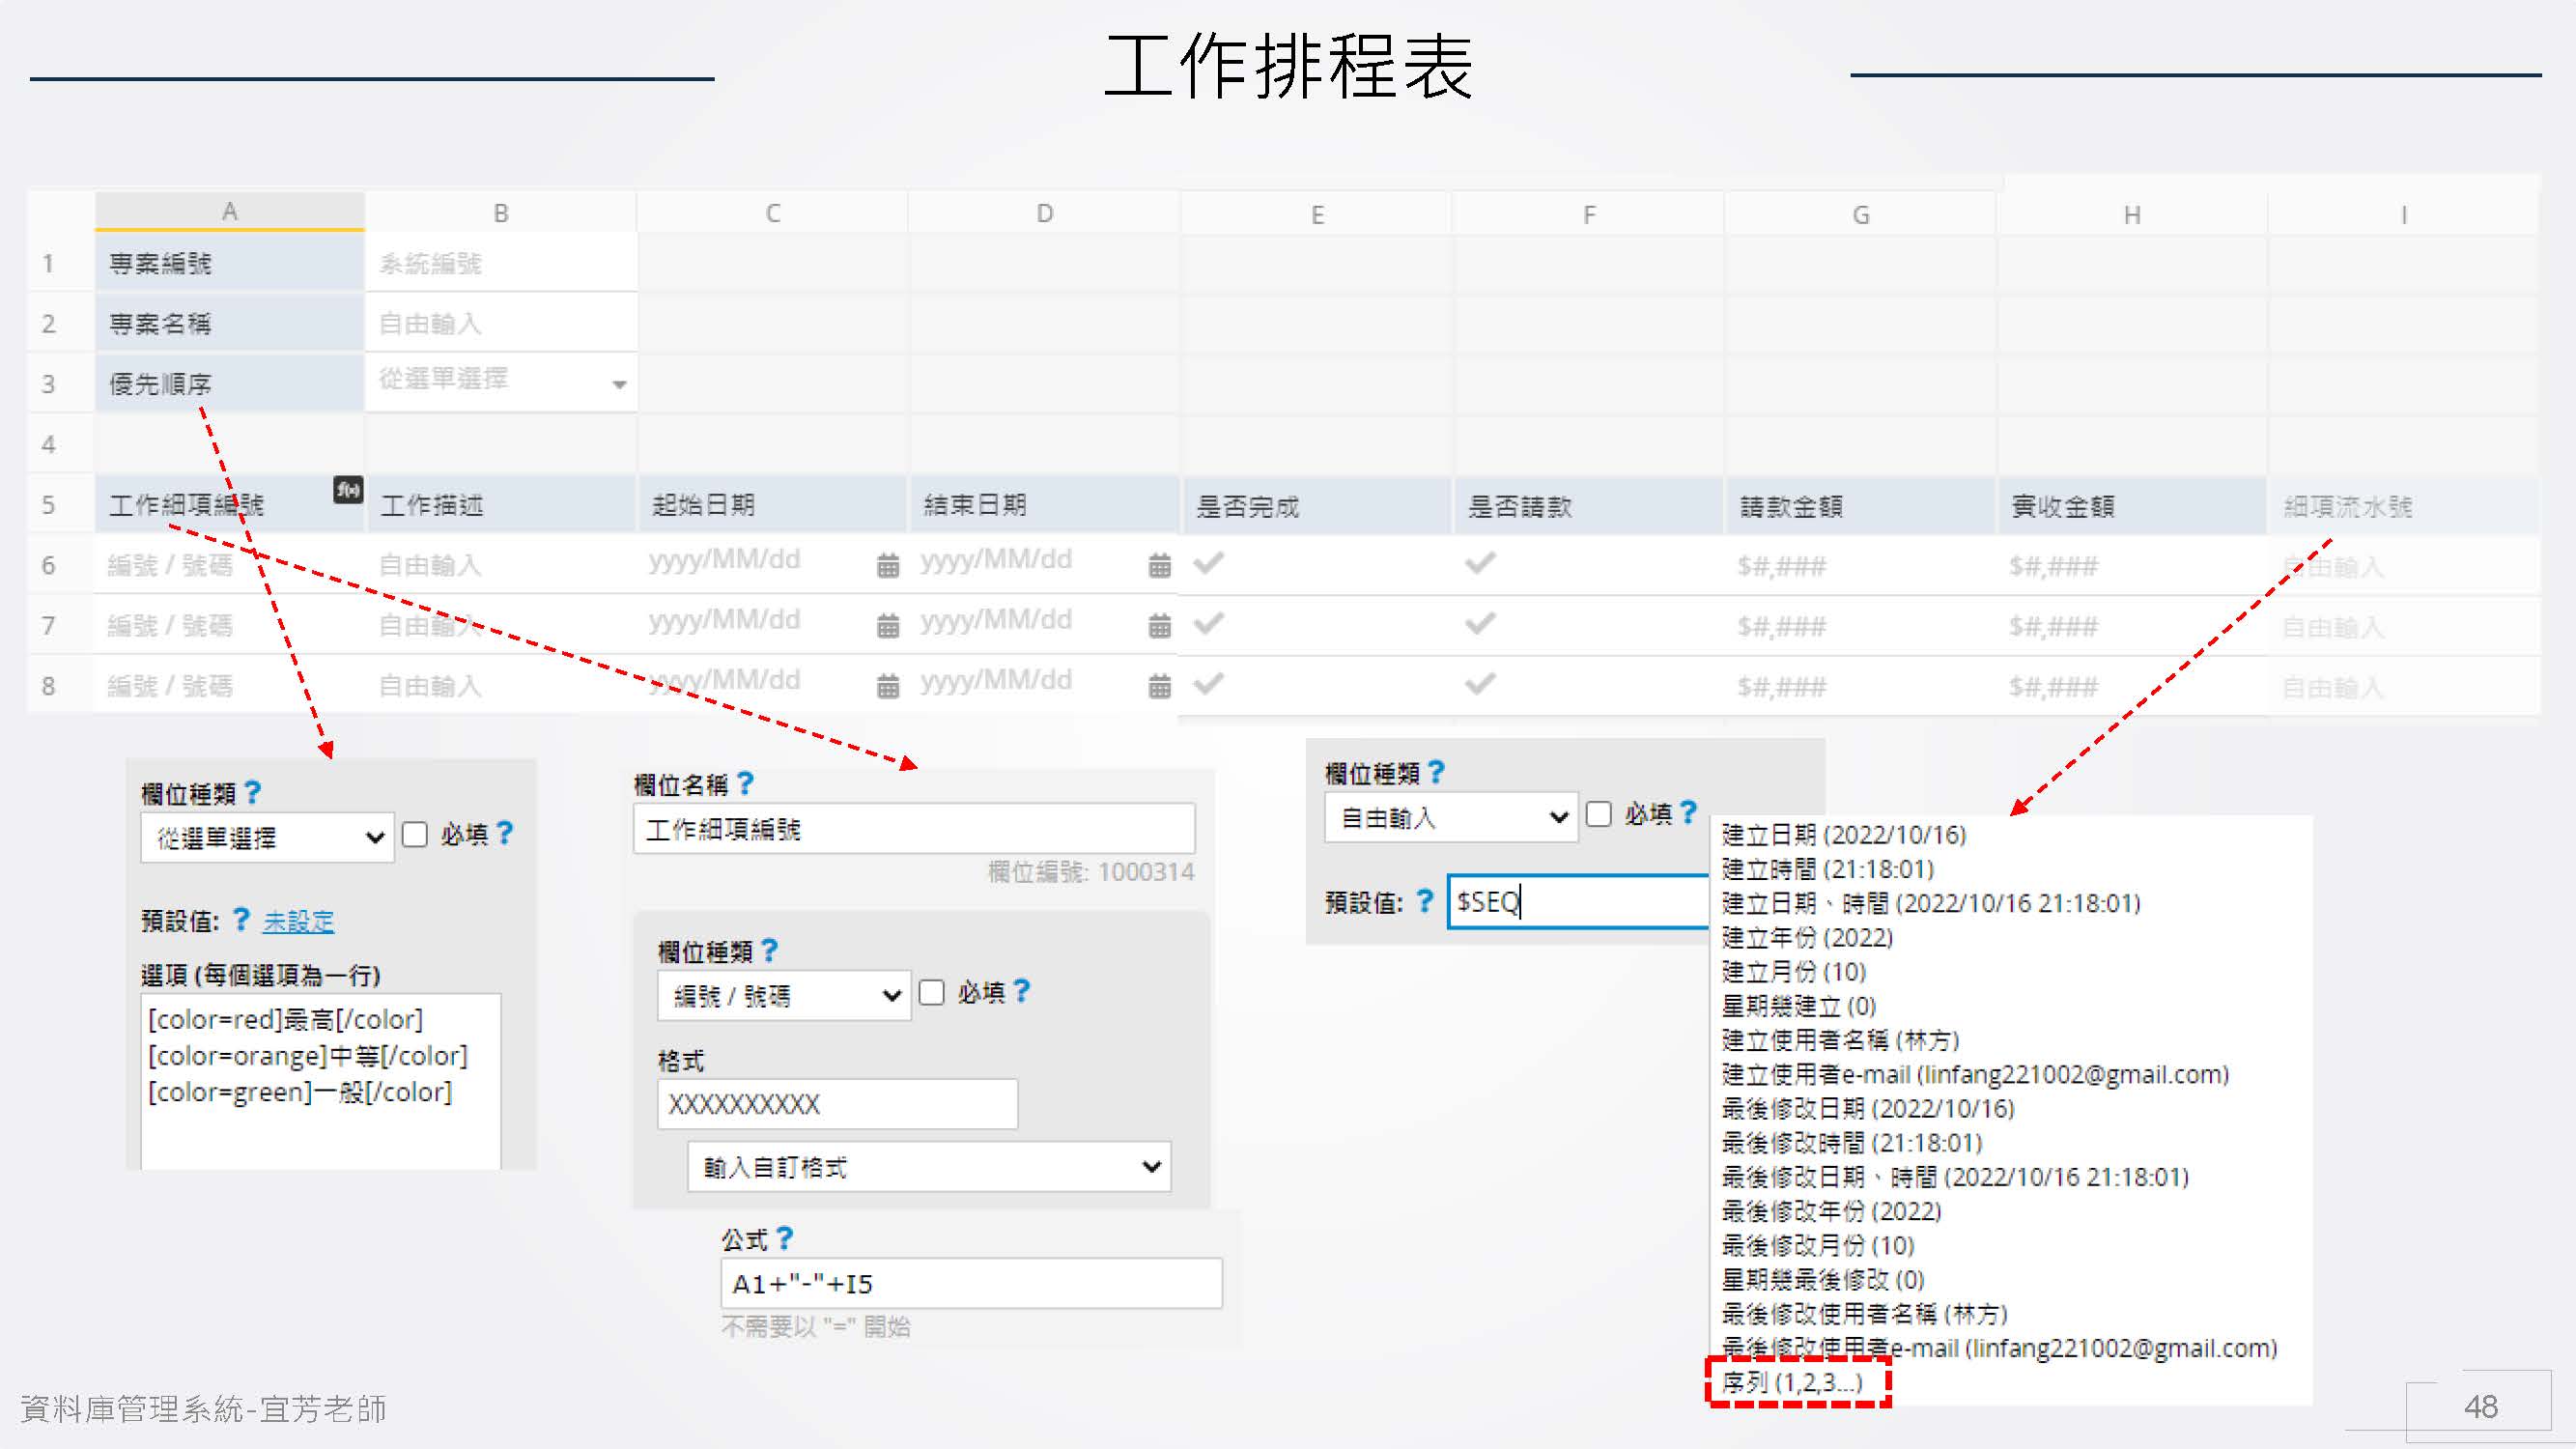 工作排程表
A B C D E F G H I
1 專案編號 系統編號
2 專案名稱 自由輸入
3 優先順序 從選單選擇
4
5 工作細項編號 f(x) 工作描述 起始日期 結束日期 是否完成 是否請款 請款金額 實收金額 細項流水號
6 編號 / 號碼 自由輸入 yyyy/MM/dd yyyy/MM/dd $#,### $#,### 自由輸入
7 編號 / 號碼 自由輸入 yyyy/MM/dd yyyy/MM/dd $#,### $#,### 自由輸入
8 編號 / 號碼 自由輸入 yyyy/MM/dd yyyy/MM/dd $#,### $#,### 自由輸入
欄位種類 ?
從選單選擇 必填 ?
預設值: ? 未設定
選項 (每個選項為一行)
[color=red]最高[/color]
[color=orange]中等[/color]
[color=green]一般[/color]
欄位名稱 ?
工作細項編號
欄位編號: 1000314
欄位種類 ?
編號 / 號碼 必填 ?
格式
XXXXXXXXXX
輸入自訂格式
公式 ?
A1+"-"+I5
不需要以 "=" 開始
欄位種類 ?
自由輸入 必填 ?
預設值: ? $SEQ
建立日期 (2022/10/16)
建立時間 (21:18:01)
建立日期、時間 (2022/10/16 21:18:01)
建立年份 (2022)
建立月份 (10)
星期幾建立 (0)
建立使用者名稱 (林方)
建立使用者e-mail (linfang221002@gmail.com)
最後修改日期 (2022/10/16)
最後修改時間 (21:18:01)
最後修改日期、時間 (2022/10/16 21:18:01)
最後修改年份 (2022)
最後修改月份 (10)
星期幾最後修改 (0)
最後修改使用者名稱 (林方)
最後修改使用者e-mail (linfang221002@gmail.com)
序列 (1,2,3...)
資料庫管理系統-宜芳老師
48